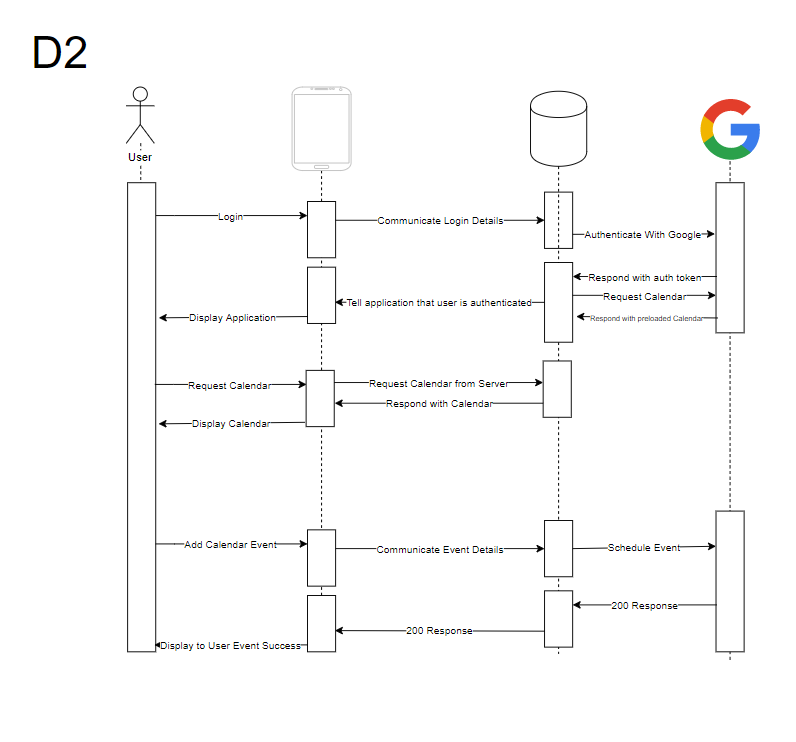 D2
User
Login
Communicate Login Details
Authenticate With Google
Respond with auth token
Request Calendar
Tell application that user is authenticated
Display Application
Respond with preloaded Calendar
Request Calendar
Request Calendar from Server
Respond with Calendar
Display Calendar
Add Calendar Event
Communicate Event Details
Schedule Event
200 Response
200 Response
Display to User Event Success